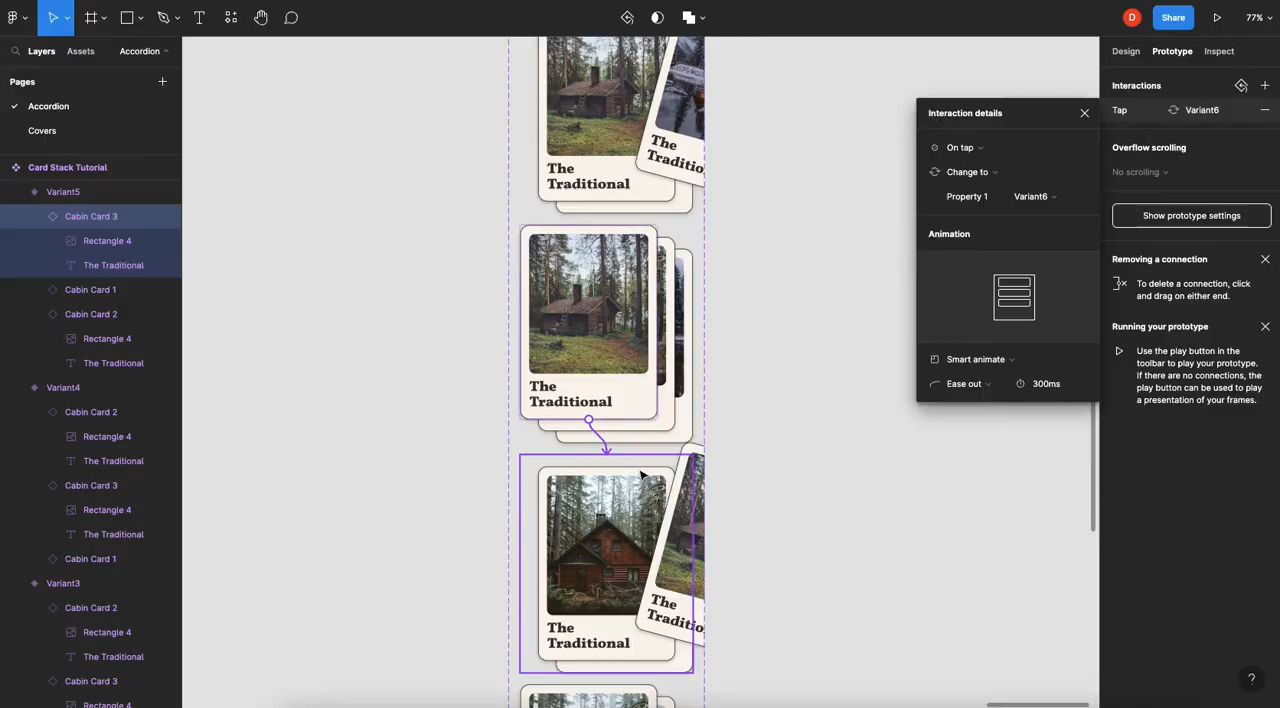 D
Share
77%
Layers
Assets
Accordion
Design
Prototype
Inspect
Pages
Accordion
Covers
Card Stack Tutorial
Variant5
Cabin Card 3
Rectangle 4
The Traditional
Cabin Card 1
Cabin Card 2
Rectangle 4
The Traditional
Variant4
Cabin Card 2
Rectangle 4
The Traditional
Cabin Card 3
Rectangle 4
The Traditional
Cabin Card 1
Variant3
Cabin Card 2
Rectangle 4
The Traditional
Cabin Card 3
Rectangle 4
The
Traditional
The
Traditio
The
Traditional
The
Traditional
The
Traditio
Interaction details
On tap
Change to
Property 1
Variant6
Animation
Smart animate
Ease out
300ms
Interactions
Tap
Variant6
Overflow scrolling
No scrolling
Show prototype settings
Removing a connection
To delete a connection, click
and drag on either end.
Running your prototype
Use the play button in the
toolbar to play your prototype.
If there are no connections, the
play button can be used to play
a presentation of your frames.
?